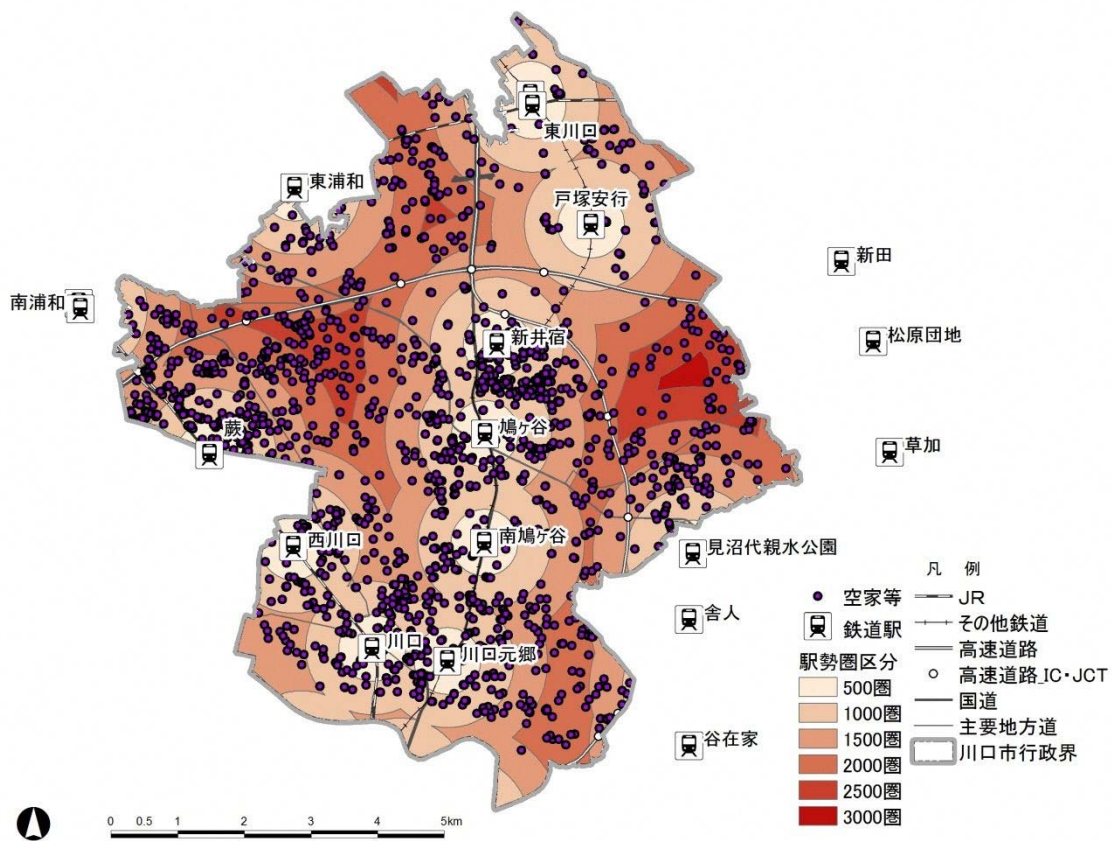 東川口
東浦和
戸塚安行
新田
南浦和
新井宿
松原団地
蕨
鳩ヶ谷
草加
西川口
南鳩ヶ谷
見沼代親水公園
舎人
川口
川口元郷
谷在家
凡 例
空家等
鉄道駅
駅勢圏区分
500圏
1000圏
1500圏
2000圏
2500圏
3000圏
JR
その他鉄道
高速道路
高速道路_IC・JCT
国道
主要地方道
川口市行政界
0 0.5 1 2 3 4 5km